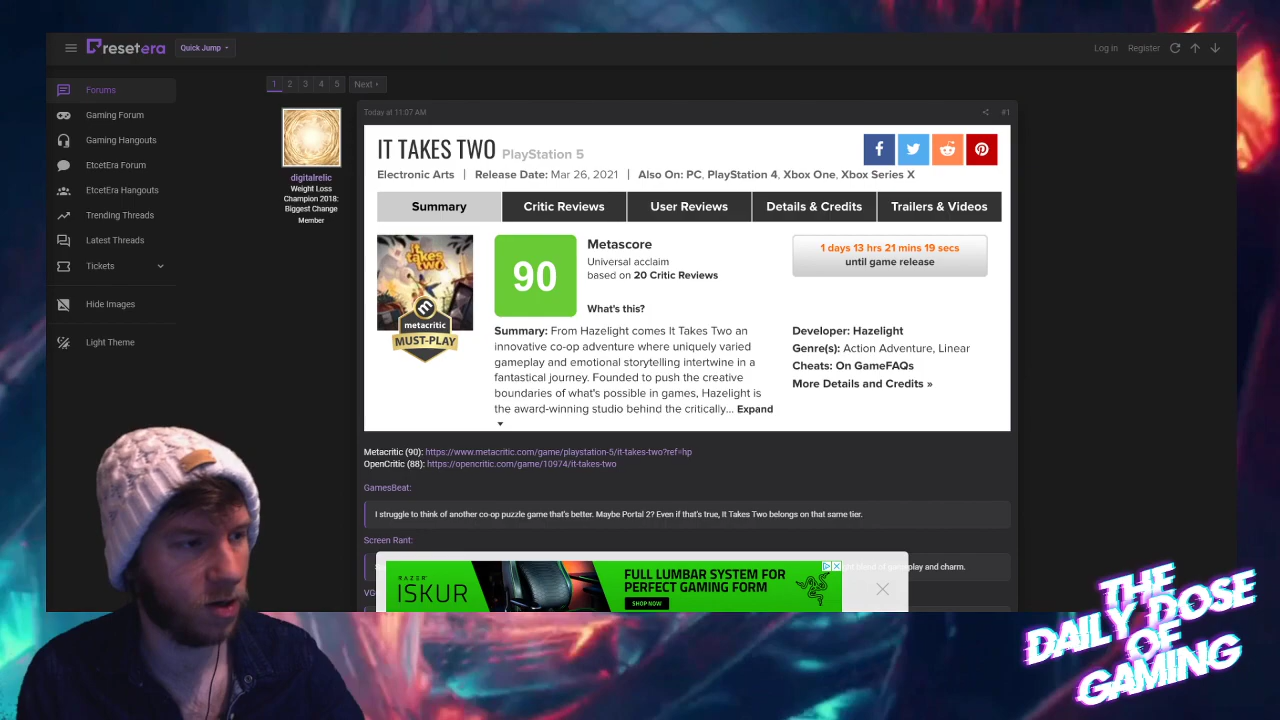 resetera
Quick Jump
Log in Register
Forums
Gaming Forum
Gaming Hangouts
EtcetEra Forum
EtcetEra Hangouts
Trending Threads
Latest Threads
Tickets
Hide Images
Light Theme
1 2 3 4 5 Next
Today at 11:07 AM
#1
digitalrelic
Weight Loss
Champion 2018:
Biggest Change
Member
IT TAKES TWO PlayStation 5
Electronic Arts | Release Date: Mar 26, 2021 | Also On: PC, PlayStation 4, Xbox One, Xbox Series X
Summary
Critic Reviews
User Reviews
Details & Credits
Trailers & Videos
it takes two
metacritic
MUST-PLAY
90
Metascore
Universal acclaim
based on 20 Critic Reviews
What's this?
1 days 13 hrs 21 mins 19 secs
until game release
Summary: From Hazelight comes It Takes Two an
innovative co-op adventure where uniquely varied
gameplay and emotional storytelling intertwine in a
fantastical journey. Founded to push the creative
boundaries of what's possible in games, Hazelight is
the award-winning studio behind the critically... Expand
Developer: Hazelight
Genre(s): Action Adventure, Linear
Cheats: On GameFAQs
More Details and Credits »
Metacritic (90): https://www.metacritic.com/game/playstation-5/it-takes-two?ref=hp
OpenCritic (88): https://opencritic.com/game/10974/it-takes-two
GamesBeat:
I struggle to think of another co-op puzzle game that's better. Maybe Portal 2? Even if that's true, It Takes Two belongs on that same tier.
Screen Rant:
blend of gameplay and charm.
RAZER
ISKUR
FULL LUMBAR SYSTEM FOR
PERFECT GAMING FORM
SHOP NOW
THE
DAILY DOSE
OF
GAMING